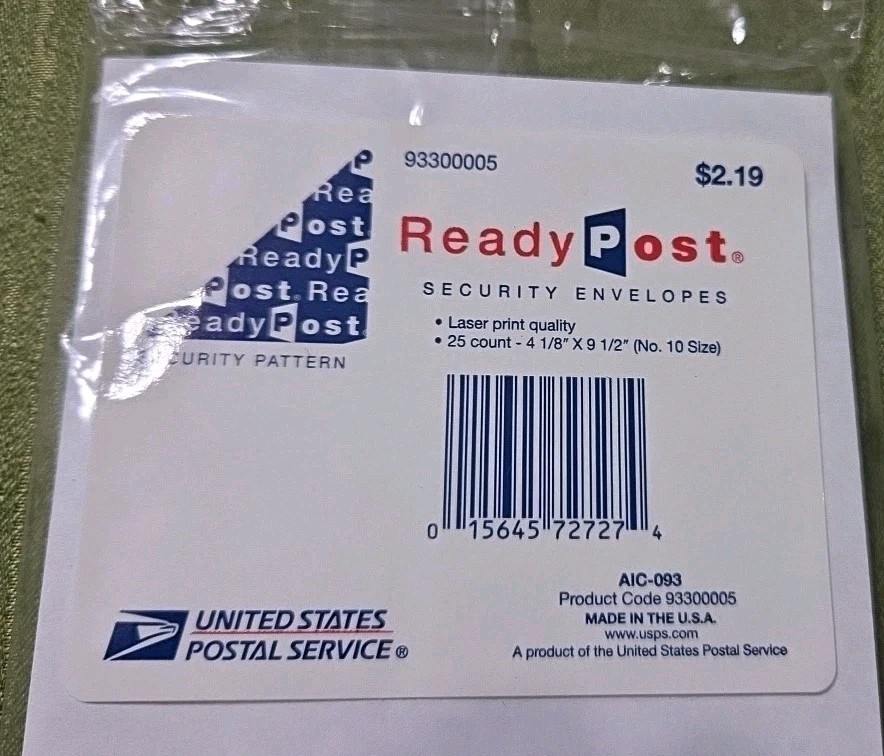 93300005
$2.19
P
Rea
Post.
ReadyP
Post. Rea
eadyPost.
SECURITY PATTERN
ReadyPost®
SECURITY ENVELOPES
• Laser print quality
• 25 count - 4 1/8" X 9 1/2" (No. 10 Size)
0 15645 72727 4
AIC-093
Product Code 93300005
MADE IN THE U.S.A.
www.usps.com
A product of the United States Postal Service
UNITED STATES
POSTAL SERVICE®